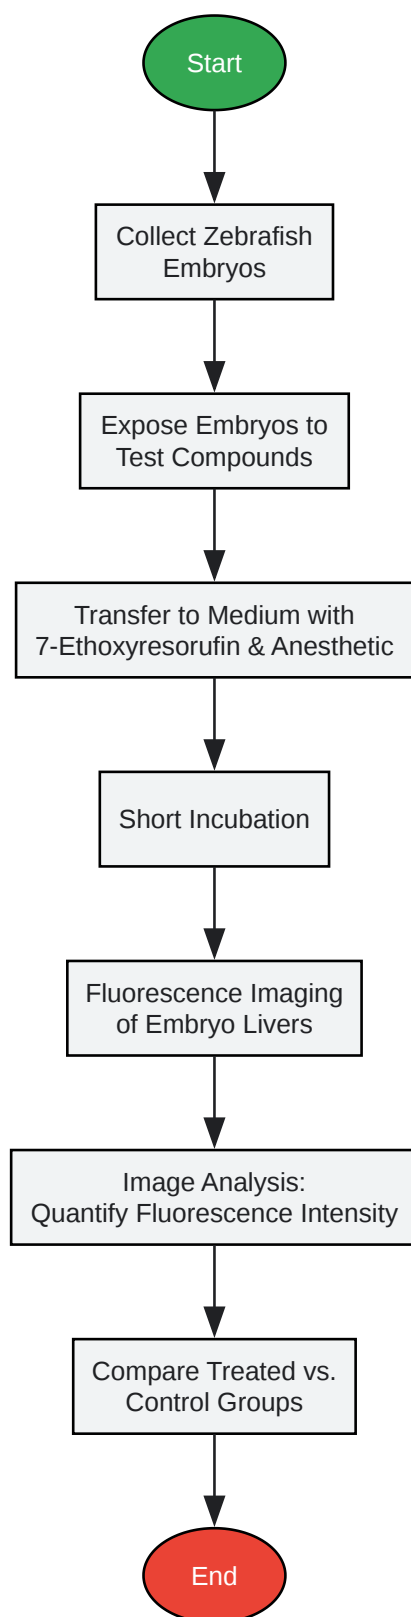 Start
Collect Zebrafish
Embryos
Expose Embryos to
Test Compounds
Transfer to Medium with
7-Ethoxyresorufin & Anesthetic
Short Incubation
Fluorescence Imaging
of Embryo Livers
Image Analysis:
Quantify Fluorescence Intensity
Compare Treated vs.
Control Groups
End